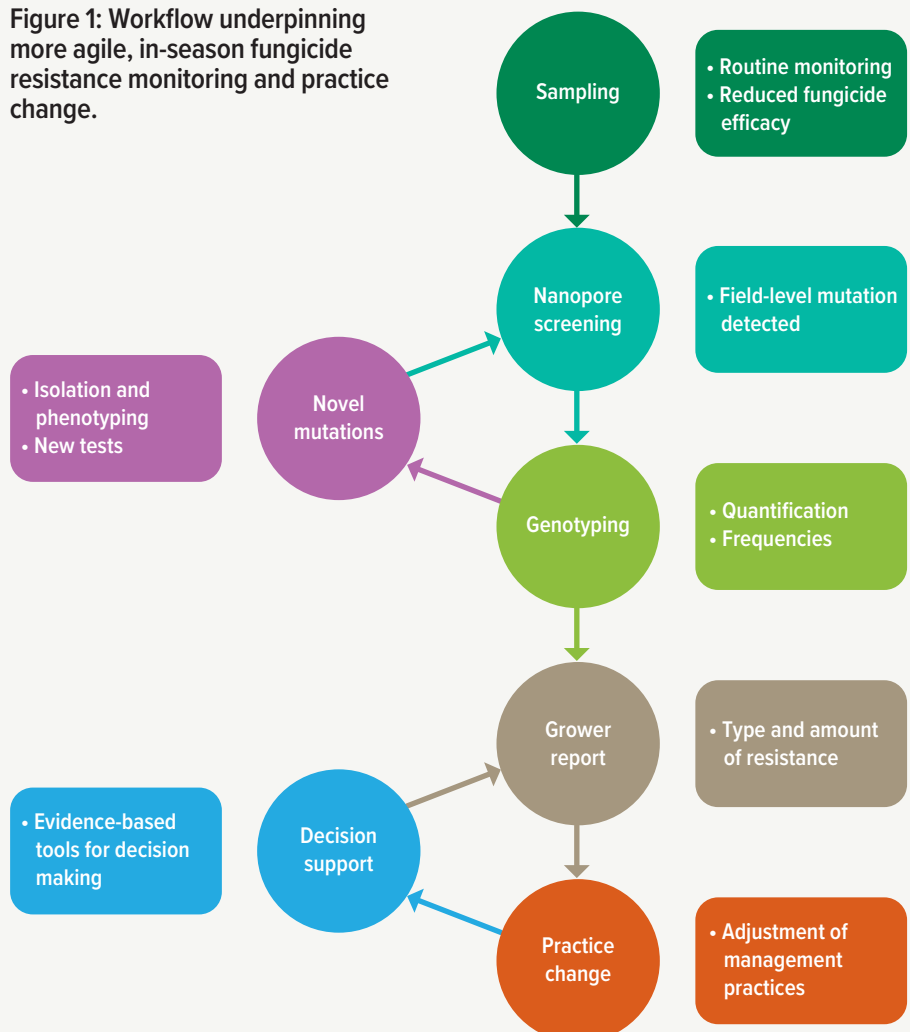 Figure 1: Workflow underpinning
more agile, in-season fungicide
resistance monitoring and practice
change.
Sampling
• Routine monitoring
• Reduced fungicide
efficacy
Nanopore
screening
• Field-level mutation
detected
• Isolation and
phenotyping
• New tests
Novel
mutations
Genotyping
• Quantification
• Frequencies
Grower
report
• Type and amount
of resistance
• Evidence-based
tools for decision
making
Decision
support
Practice
change
• Adjustment of
management
practices